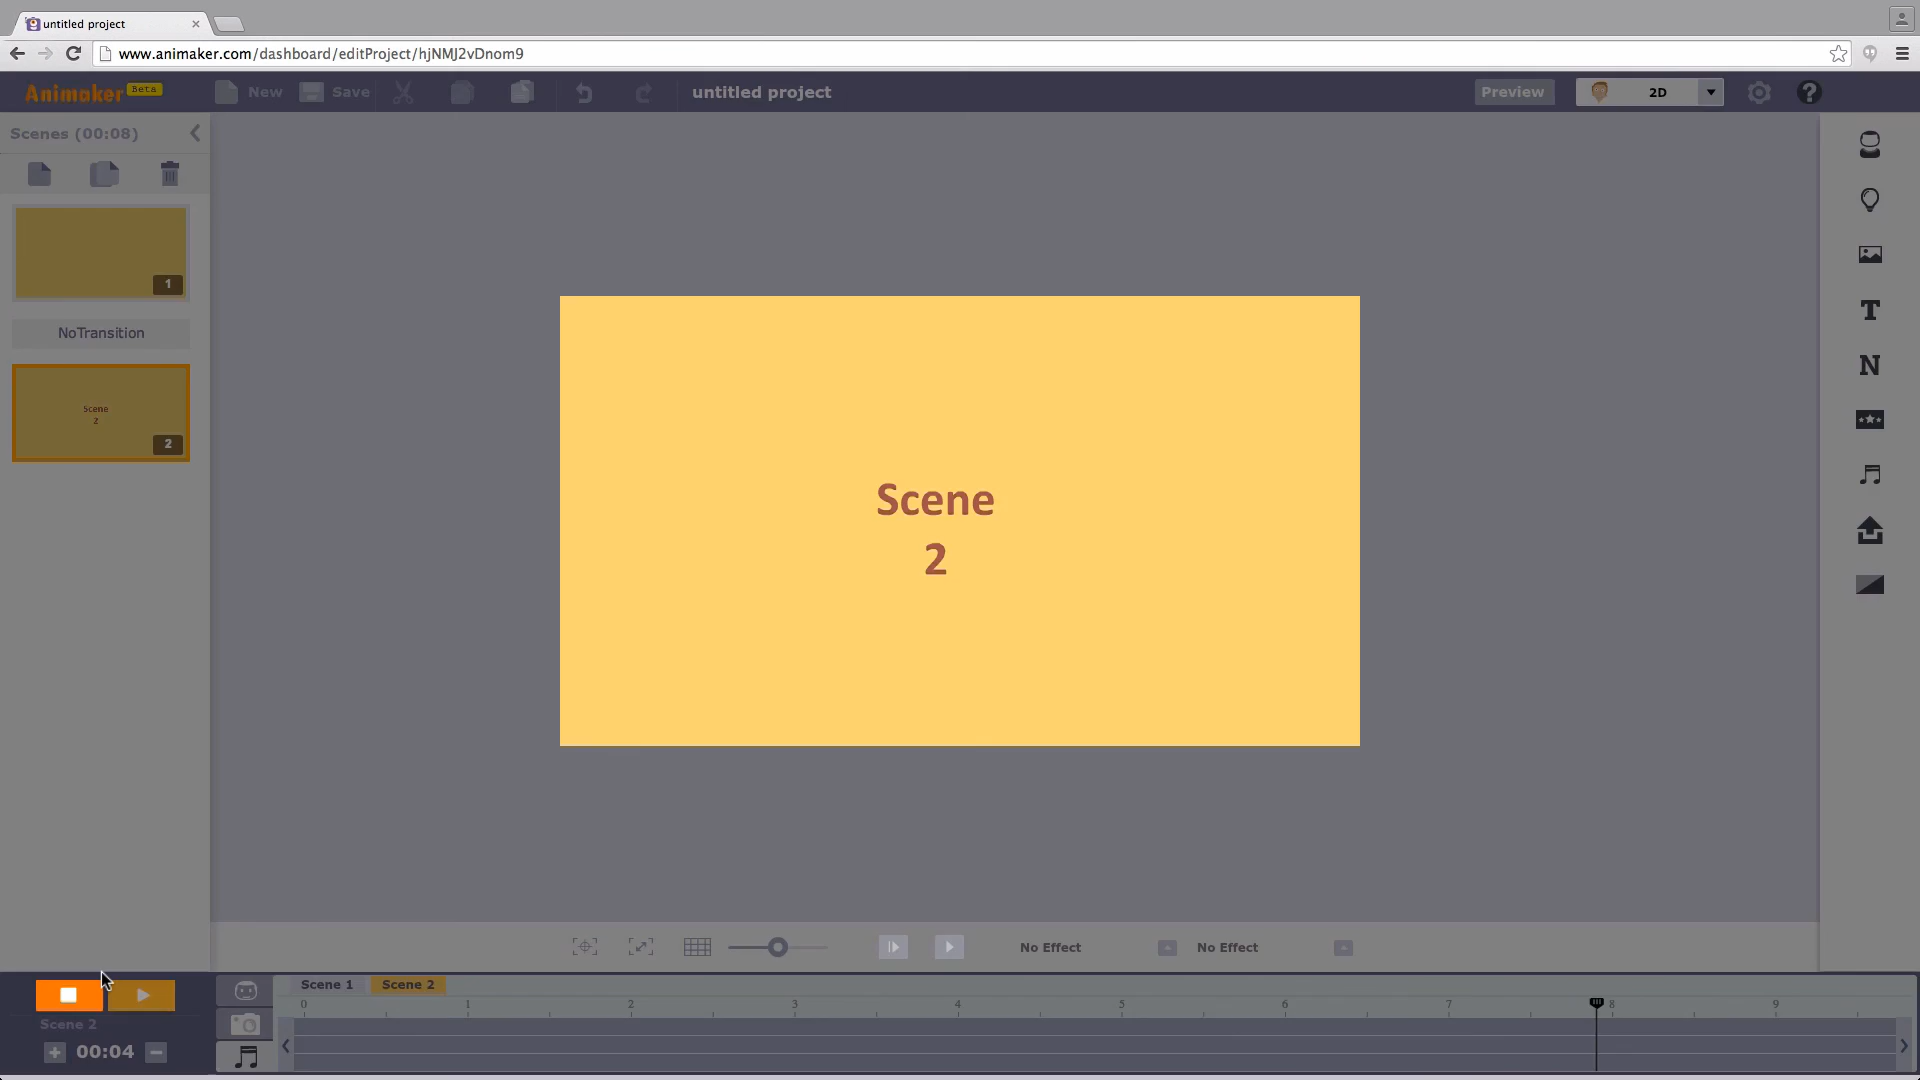 untitled project
www.animaker.com/dashboard/editProject/hjNMJ2vDnom9
Animaker Beta
New
Save
untitled project
Preview
2D
Scenes (00:08)
1
NoTransition
Scene
2
2
Scene
2
T
N
No Effect
No Effect
Scene 1
Scene 2
0 1 2 3 4 5 6 7 8 9
Scene 2
00:04